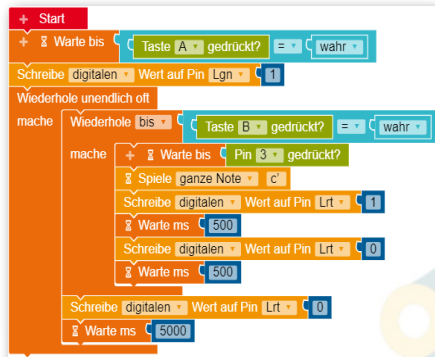 + Start
+ Warte bis Taste A gedrückt? = wahr
Schreibe digitalen Wert auf Pin Lgn 1
Wiederhole unendlich oft
mache Wiederhole bis Taste B gedrückt? = wahr
mache + Warte bis Pin 3 gedrückt?
Spiele ganze Note c'
Schreibe digitalen Wert auf Pin Lrt 1
Warte ms 500
Schreibe digitalen Wert auf Pin Lrt 0
Warte ms 500
Schreibe digitalen Wert auf Pin Lrt 0
Warte ms 5000